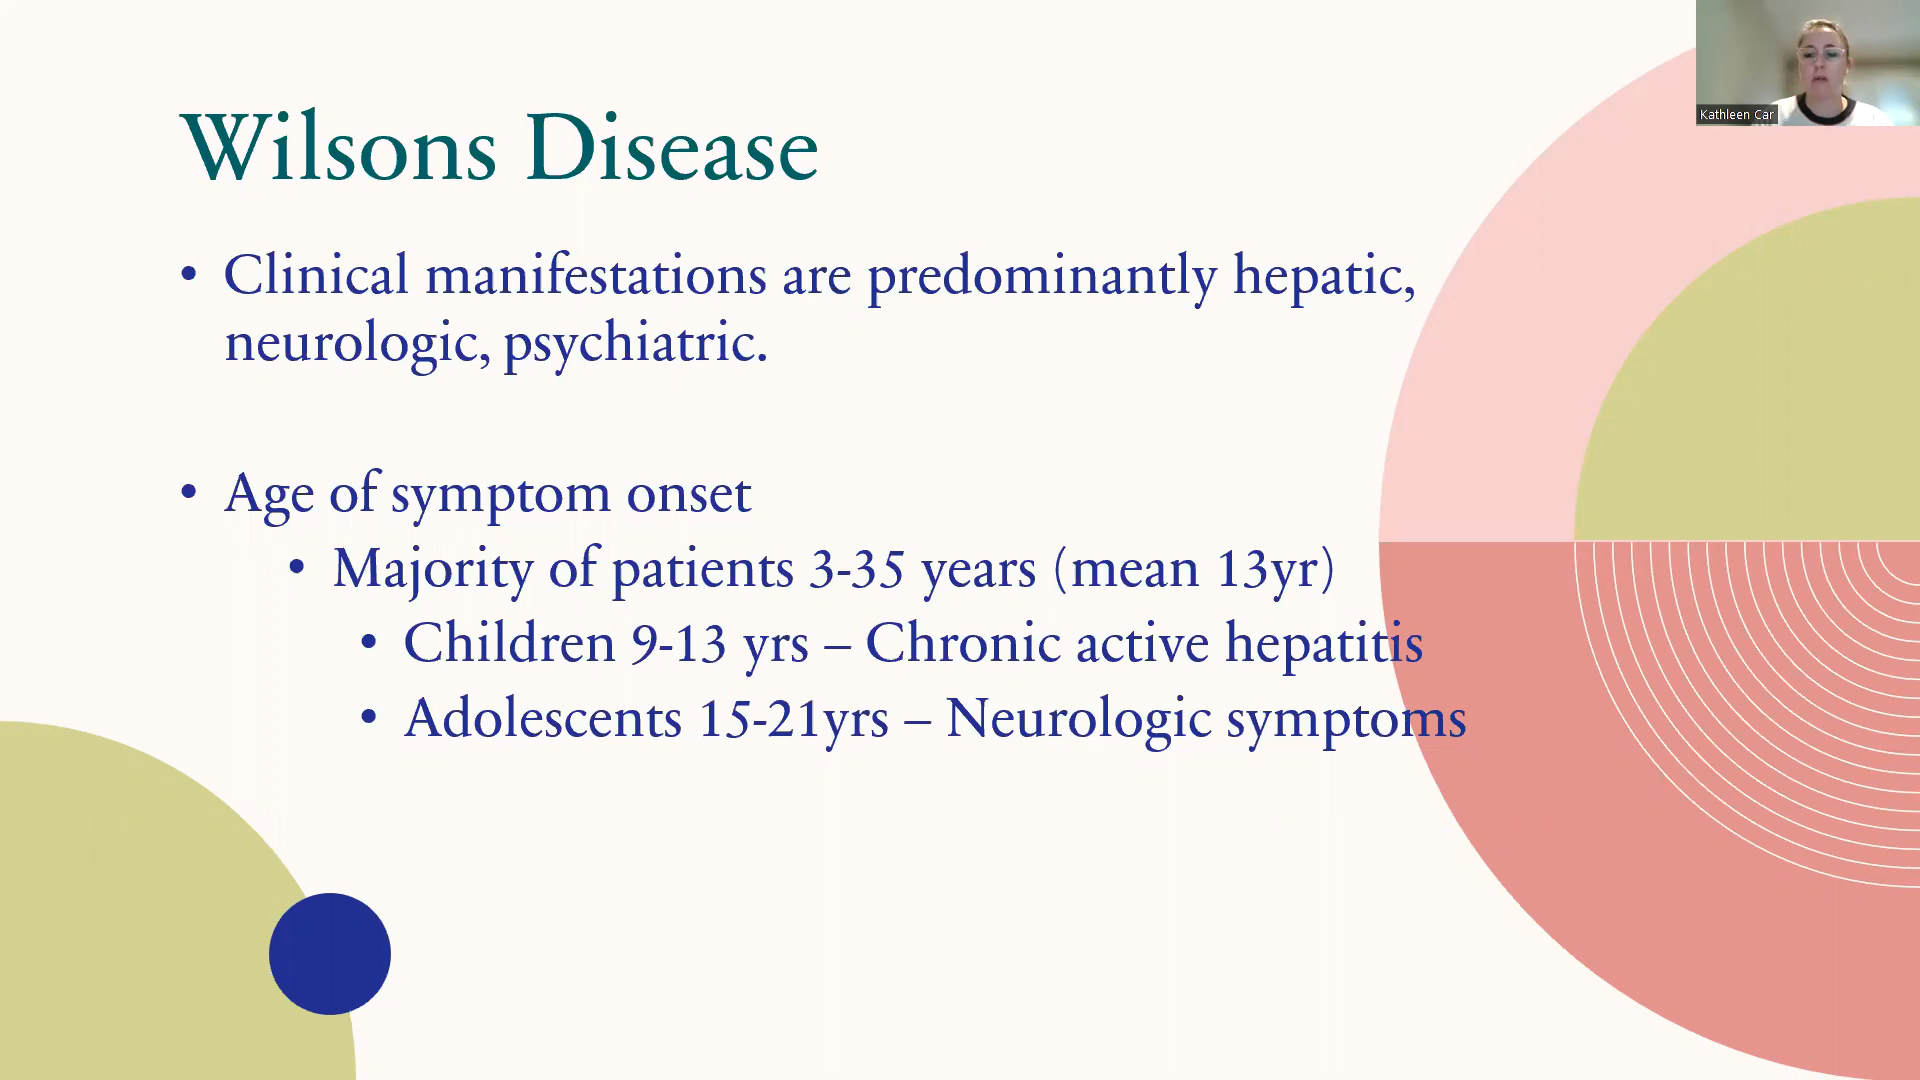 Kathleen Car
Wilsons Disease
• Clinical manifestations are predominantly hepatic,
neurologic, psychiatric.
• Age of symptom onset
• Majority of patients 3-35 years (mean 13yr)
• Children 9-13 yrs – Chronic active hepatitis
• Adolescents 15-21yrs – Neurologic symptoms